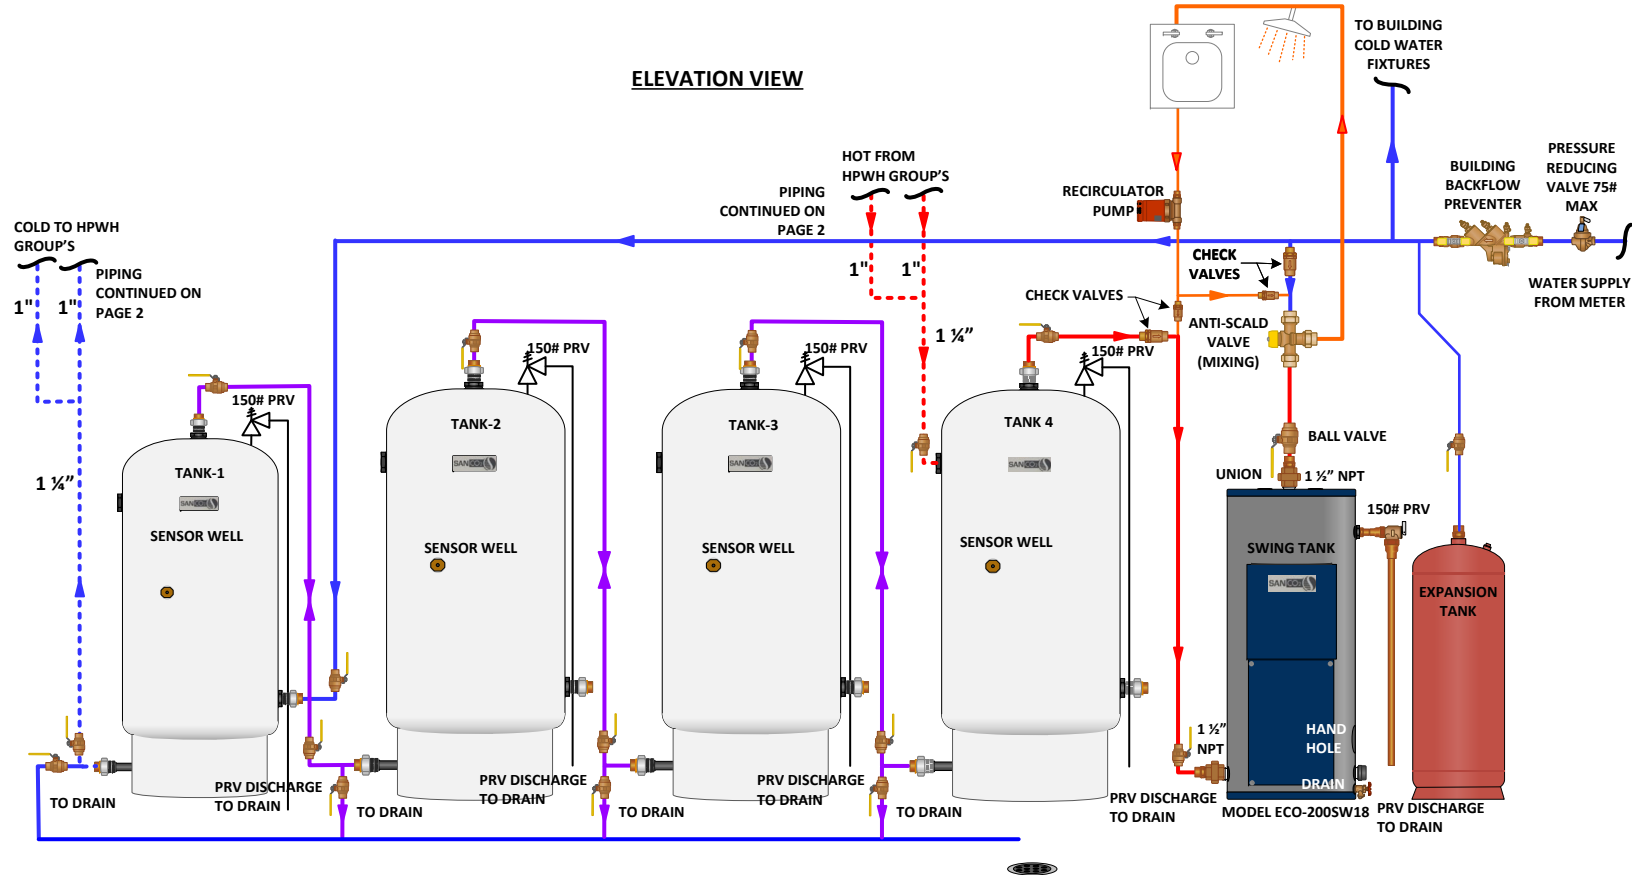 ELEVATION VIEW
TO BUILDING
COLD WATER
FIXTURES
BUILDING
BACKFLOW
PREVENTER
PRESSURE
REDUCING
VALVE 75#
MAX
WATER SUPPLY
FROM METER
HOT FROM
HPWH GROUP'S
PIPING
CONTINUED ON
PAGE 2
RECIRCULATOR
PUMP
COLD TO HPWH
GROUP'S
PIPING
CONTINUED ON
PAGE 2
1"
1"
1 ¼”
1"
1"
1 ¼”
CHECK
VALVES
CHECK VALVES
ANTI-SCALD
VALVE
(MIXING)
150# PRV
150# PRV
150# PRV
150# PRV
TANK-1
SANCO2
SENSOR WELL
TANK-2
SANCO2
SENSOR WELL
TANK-3
SANCO2
SENSOR WELL
TANK 4
SANCO2
SENSOR WELL
BALL VALVE
UNION
1 ½” NPT
150# PRV
SWING TANK
SANCO2
EXPANSION
TANK
1 ½”
NPT
HAND
HOLE
DRAIN
MODEL ECO-200SW18
TO DRAIN
PRV DISCHARGE
TO DRAIN
TO DRAIN
PRV DISCHARGE
TO DRAIN
TO DRAIN
PRV DISCHARGE
TO DRAIN
TO DRAIN
PRV DISCHARGE
TO DRAIN
PRV DISCHARGE
TO DRAIN